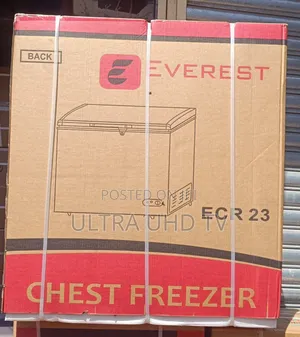 BACK
EVEREST
POSTED ON
ULTRA UHD TV
ECR 23
CHEST FREEZER